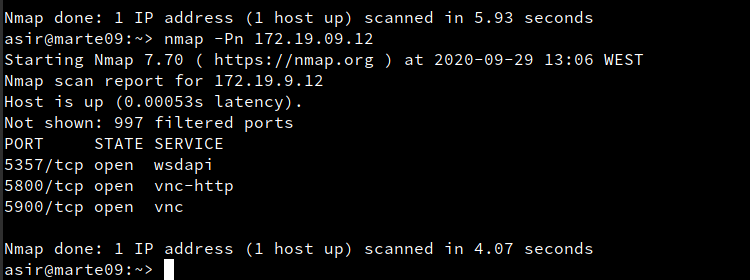 Nmap done: 1 IP address (1 host up) scanned in 5.93 seconds
asir@marte09:~> nmap -Pn 172.19.09.12
Starting Nmap 7.70 ( https://nmap.org ) at 2020-09-29 13:06 WEST
Nmap scan report for 172.19.9.12
Host is up (0.00053s latency).
Not shown: 997 filtered ports
PORT     STATE SERVICE
5357/tcp open  wsdapi
5800/tcp open  vnc-http
5900/tcp open  vnc
Nmap done: 1 IP address (1 host up) scanned in 4.07 seconds
asir@marte09:~>